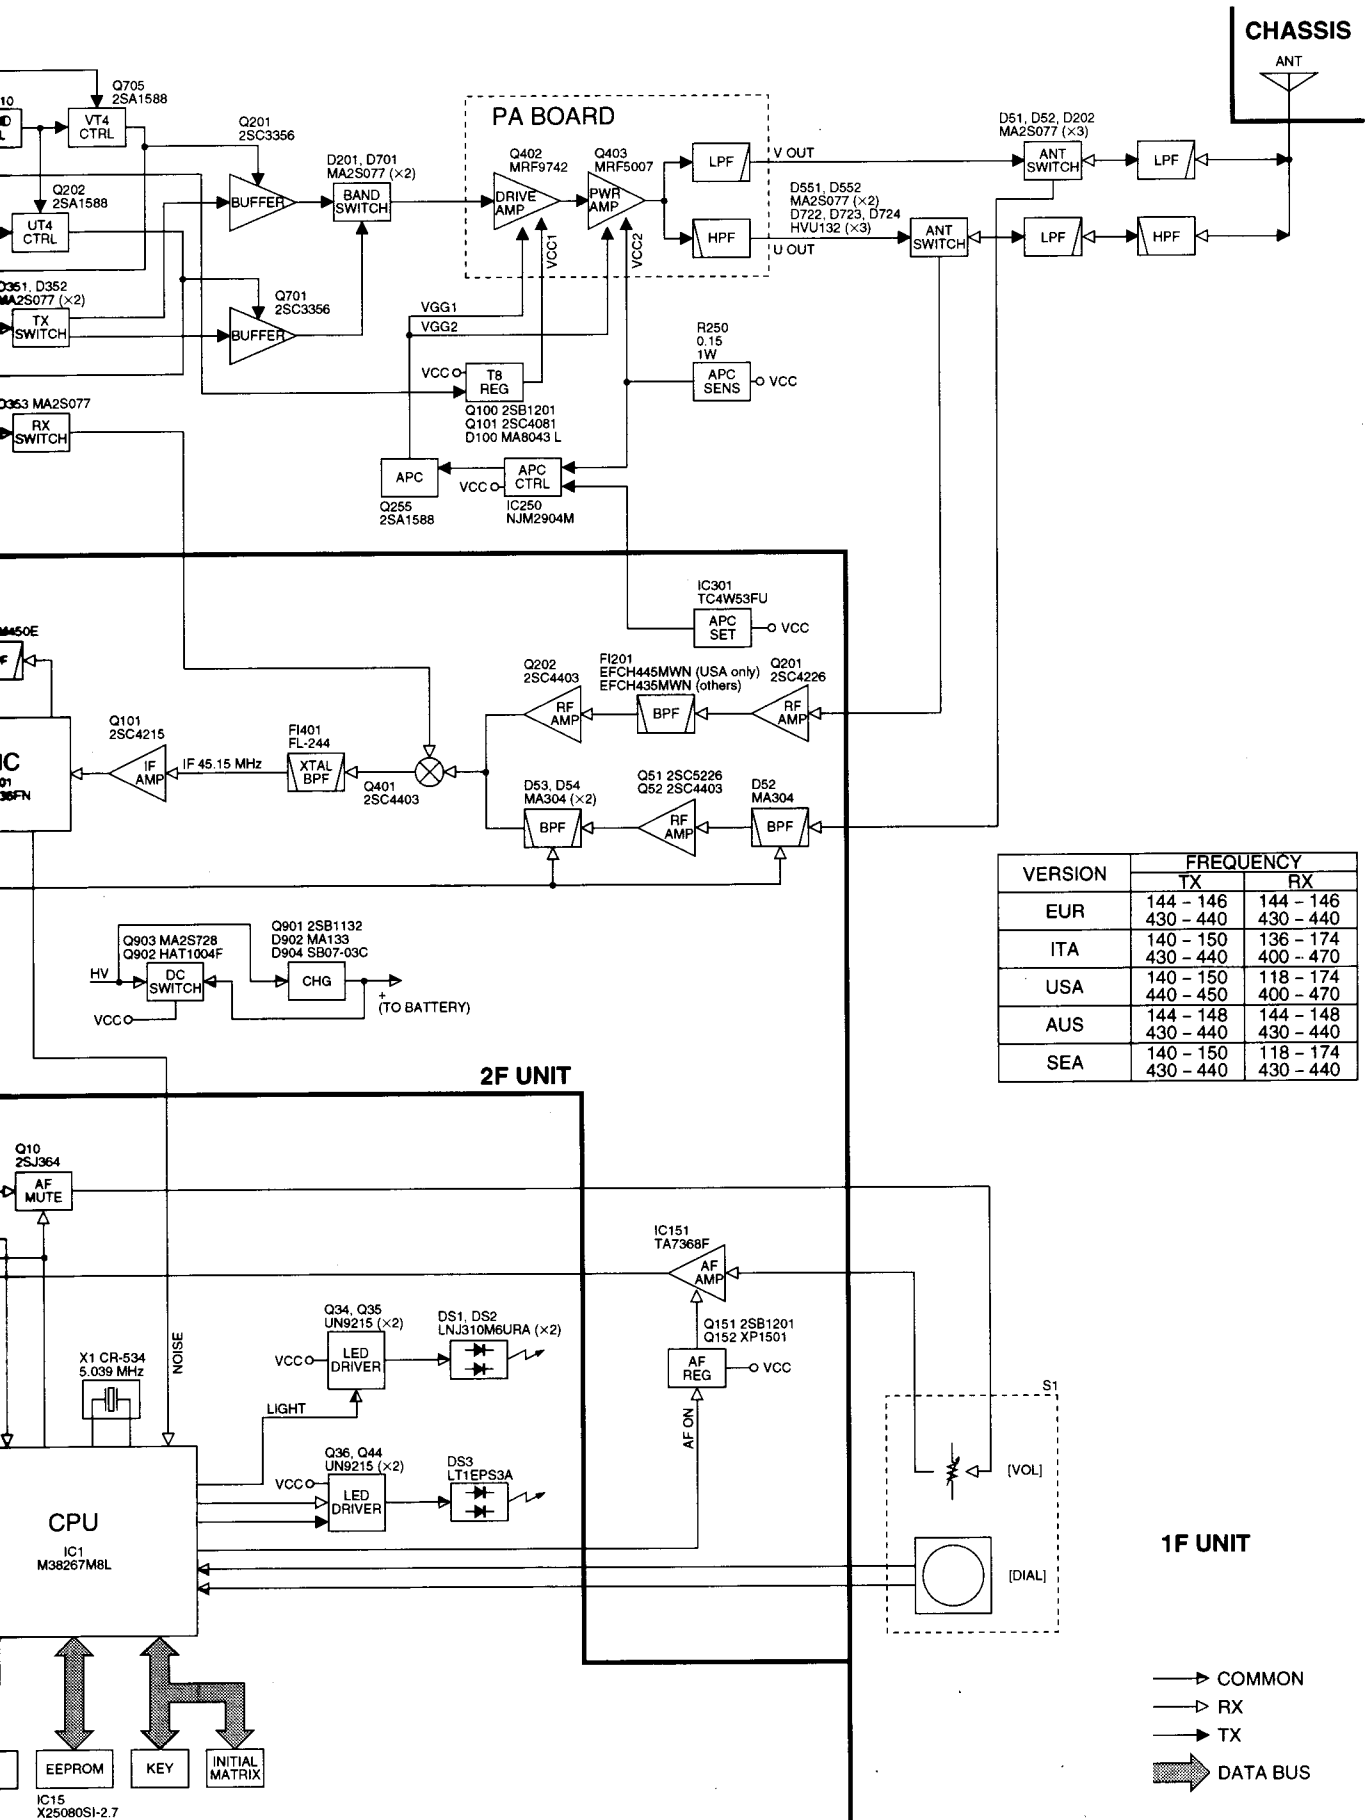 CHASSIS
ANT
10
Q705
2SA1588
VT4
CTRL
Q202
2SA1588
UT4
CTRL
Q201
2SC3356
BUFFER
D201, D701
MA2S077 (×2)
BAND
SWITCH
PA BOARD
Q402
MRF9742
DRIVE
AMP
Q403
MRF5007
PWR
AMP
LPF
V OUT
HPF
U OUT
VCC1
VCC2
D551, D552
MA2S077 (×2)
D722, D723, D724
HVU132 (×3)
ANT
SWITCH
D51, D52, D202
MA2S077 (×3)
ANT
SWITCH
LPF
LPF
HPF
D351, D352
MA2S077 (×2)
TX
SWITCH
Q701
2SC3356
BUFFER
VGG1
VGG2
VCC
T8
REG
Q100 2SB1201
Q101 2SC4081
D100 MA8043 L
R250
0.15
1W
APC
SENS
VCC
D353 MA2S077
RX
SWITCH
APC
Q255
2SA1588
APC
CTRL
VCC
IC250
NJM2904M
IC301
TC4W53FU
APC
SET
VCC
Q202
2SC4403
RF
AMP
FI201
EFCH445MWN (USA only)
EFCH435MWN (others)
BPF
Q201
2SC4226
RF
AMP
Q101
2SC4215
IF
AMP
IF 45.15 MHz
FI401
FL-244
XTAL
BPF
Q401
2SC4403
D53, D54
MA304 (×2)
BPF
Q51 2SC5226
Q52 2SC4403
RF
AMP
D52
MA304
BPF
VERSION
FREQUENCY
TX RX
EUR 144 – 146 144 – 146
430 – 440 430 – 440
ITA 140 – 150 136 – 174
430 – 440 400 – 470
USA 140 – 150 118 – 174
440 – 450 400 – 470
AUS 144 – 148 144 – 148
430 – 440 430 – 440
SEA 140 – 150 118 – 174
430 – 440 430 – 440
Q903 MA2S728
Q902 HAT1004F
HV
DC
SWITCH
VCC
Q901 2SB1132
D902 MA133
D904 SB07-03C
CHG
+
(TO BATTERY)
2F UNIT
Q10
2SJ364
AF
MUTE
IC151
TA7368F
AF
AMP
Q151 2SB1201
Q152 XP1501
AF
REG
VCC
AF ON
NOISE
X1 CR-534
5.039 MHz
Q34, Q35
UN9215 (×2)
VCC
LED
DRIVER
LIGHT
DS1, DS2
LNJ310M6URA (×2)
Q36, Q44
UN9215 (×2)
VCC
LED
DRIVER
DS3
LT1EPS3A
CPU
IC1
M38267M8L
S1
[VOL]
[DIAL]
1F UNIT
EEPROM
IC15
X25080SI-2.7
KEY
INITIAL
MATRIX
COMMON
RX
TX
DATA BUS